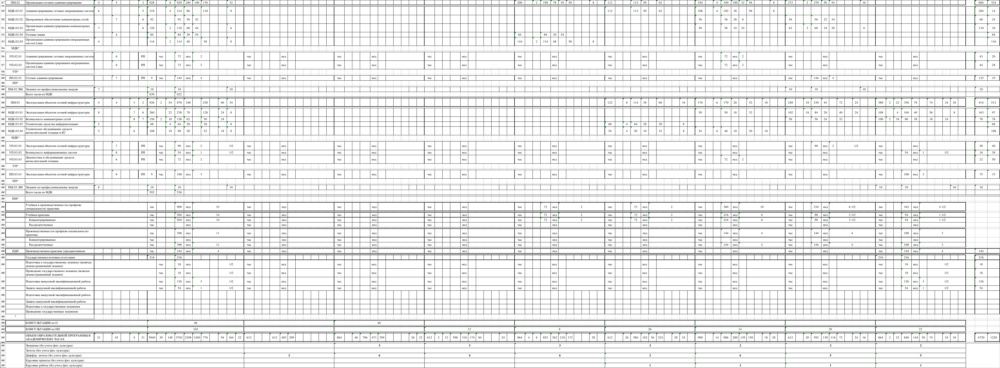 87 ПМ.02 Организация сетевого администрирования 4 5 3 928 8 920 284 140 176 32 200 2 198 78 54 58 8 112 112 50 62 344 4 340 100 32 56 8 272 2 270 56 54 16 604 324
89 МДК.02.01 Администрирование сетевых операционных систем 6 5 218 4 214 88 118 8 112 112 50 62 106 4 102 38 56 8 204 14
90 МДК.02.02 Программное обеспечение компьютерных сетей 7 6 92 92 50 42 36 36 28 8 56 56 22 34 68 24
91 МДК.02.03 Организация администрирования компьютерных систем 7 6 120 2 118 68 44 6 58 58 34 24 62 2 60 34 20 6 110 10
92 МДК.02.04 Сетевые языки 4 84 84 30 54 84 84 30 54 84
93 МДК.02.05 Организация администрирования операционных систем Linux 4 116 2 114 48 58 8 116 2 114 48 58 8 116
94 МДК*
96 УП.02.01 Администрирование сетевых операционных систем 6 РП час 72 нед 2 час нед час нед час нед час нед час нед час 72 нед 2 час нед час нед 43 29
97 УП.02.02 Организация администрирования операционных систем Linux 6 РП час 72 нед 2 час нед час нед час нед час нед час нед час 72 нед 2 час нед час нед 44 28
98 УП*
## ПП.02.01 Сетевое администрирование 7 РП V час 144 нед 4 час нед час нед час нед час нед час нед час нед час 144 нед 4 час нед 125 19
## ПП*
## ПМ.02.ЭМ Экзамен по профессиональному модулю 7 10 10 10 10 10 10 10
## Всего часов по МДК 630 622
## ПМ.03 Эксплуатация объектов сетевой инфраструктуры 4 4 3 2 926 2 54 870 188 258 66 34 122 8 114 38 60 16 176 6 170 28 52 18 248 18 230 44 72 24 380 2 22 356 78 74 24 18 414 512
## МДК.03.01 Эксплуатация объектов сетевой инфраструктуры 8 7 6 260 22 238 78 128 24 8 50 50 18 32 102 18 84 20 40 24 108 4 104 40 56 8 163 97
## МДК.03.02 Безопасность компьютерных сетей 8 7 156 2 18 136 62 50 24 56 56 24 32 100 2 18 80 38 18 24 78 78
## МДК.03.03 Технические средства информатизации 5 68 4 64 28 28 8 68 4 64 28 28 8 68
## МДК.03.04 Техническое обслуживание средств вычислительной техники и КС 5 6 108 10 98 20 52 18 8 54 4 50 10 32 8 54 6 48 10 20 18 108
## МДК*
## УП.03.01 Эксплуатация объектов сетевой инфраструктуры 7 РП час 90 нед 2 1/2 час нед час нед час нед час нед час нед час нед час 90 нед 2 1/2 час нед 50 40
## УП.03.02 Безопасность информационных систем 8 РП час 54 нед 1 1/2 час нед час нед час нед час нед час нед час нед час нед час 54 нед 1 1/2 16 38
## УП.03.03 Диагностика и обслуживание средств вычислительной техники 6 РП час 72 нед 2 час нед час нед час нед час нед час нед час 72 нед 2 час нед час нед 22 50
## УП*
## ПП.03.01 Эксплуатация объектов сетевой инфраструктуры 8 РП V час 108 нед 3 час нед час нед час нед час нед час нед час нед час нед час 108 нед 3 75 33
## ПП*
## ПМ.03.ЭМ Экзамен по профессиональному модулю 8 10 10 10 10 10 10 10
## Всего часов по МДК 592 536
## ПМ*
## Учебная и производственная (по профилю специальности) практики час 900 нед 25 час нед час нед час нед час 72 нед 2 час 72 нед 2 час 360 нед 10 час 234 нед 6 1/2 час 162 нед 4 1/2
## Учебная практика час 504 нед 14 час нед час нед час нед час 72 нед 2 час 72 нед 2 час 216 нед 6 час 90 нед 2 1/2 час 54 нед 1 1/2
## Концентрированная час 504 нед 14 час нед час нед час нед час 72 нед 2 час 72 нед 2 час 216 нед 6 час 90 нед 2 1/2 час 54 нед 1 1/2
## Рассредоточенная час нед час нед час нед час нед час нед час нед час нед час нед час нед
## Производственная (по профилю специальности) практика час 396 нед 11 час нед час нед час нед час нед час нед час 144 нед 4 час 144 нед 4 час 108 нед 3
## Концентрированная час нед час нед час нед час нед час нед час нед час нед час нед час нед
## Рассредоточенная час 396 нед 11 час нед час нед час нед час нед час нед час 144 нед 4 час 144 нед 4 час 108 нед 3
## ПДП Производственная практика (преддипломная) час 144 нед 4 час нед час нед час нед час нед час нед час нед час нед час 144 нед 4 144
## Государственная итоговая аттестация 216 216 216 216 216
## Подготовка к государственному экзамену (включая демонстрационный экзамен) час 18 нед 1/2 час нед час нед час нед час нед час нед час нед час нед час 18 нед 1/2 18
## Проведение государственного экзамена (включая демонстрационный экзамен) час 18 нед 1/2 час нед час нед час нед час нед час нед час нед час нед час 18 нед 1/2 18
## Подготовка выпускной квалификационной работы час 126 нед 3 1/2 час нед час нед час нед час нед час нед час нед час нед час 126 нед 3 1/2 126
## Защита выпускной квалификационной работы час 54 нед 1 1/2 час нед час нед час нед час нед час нед час нед час нед час 54 нед 1 1/2 54
## Подготовка выпускной квалификационной работы
## Защита выпускной квалификационной работы
## Подготовка к государственным экзаменам
## Проведение государственных экзаменов
## *
## КОНСУЛЬТАЦИИ по О 46 46
## КОНСУЛЬТАЦИИ по ПП 102 12 8 26 14 20 22
## ОБЪЕМ ОБРАЗОВАТЕЛЬНОЙ ПРОГРАММЫ В АКАДЕМИЧЕСКИХ ЧАСАХ 21 45 4 21 5940 30 148 5762 2208 1260 776 94 164 22 612 612 403 209 864 46 796 471 299 26 22 612 2 12 598 316 174 84 24 864 4 8 852 362 218 172 28 612 26 586 182 56 224 28 24 900 14 886 200 130 150 18 28 612 20 592 130 116 72 24 16 864 2 22 840 144 58 74 24 18 4720 1220
## Экзамены (без учета физ. культуры) 3 3 3 3 2 2 2
## Зачеты (без учета физ. культуры)
## Диффер. зачеты (без учета физ. культуры) 2 6 4 6 2 6 5 5
## Курсовые проекты (без учета физ. культуры)
## Курсовые работы (без учета физ. культуры) 1 1 1 1